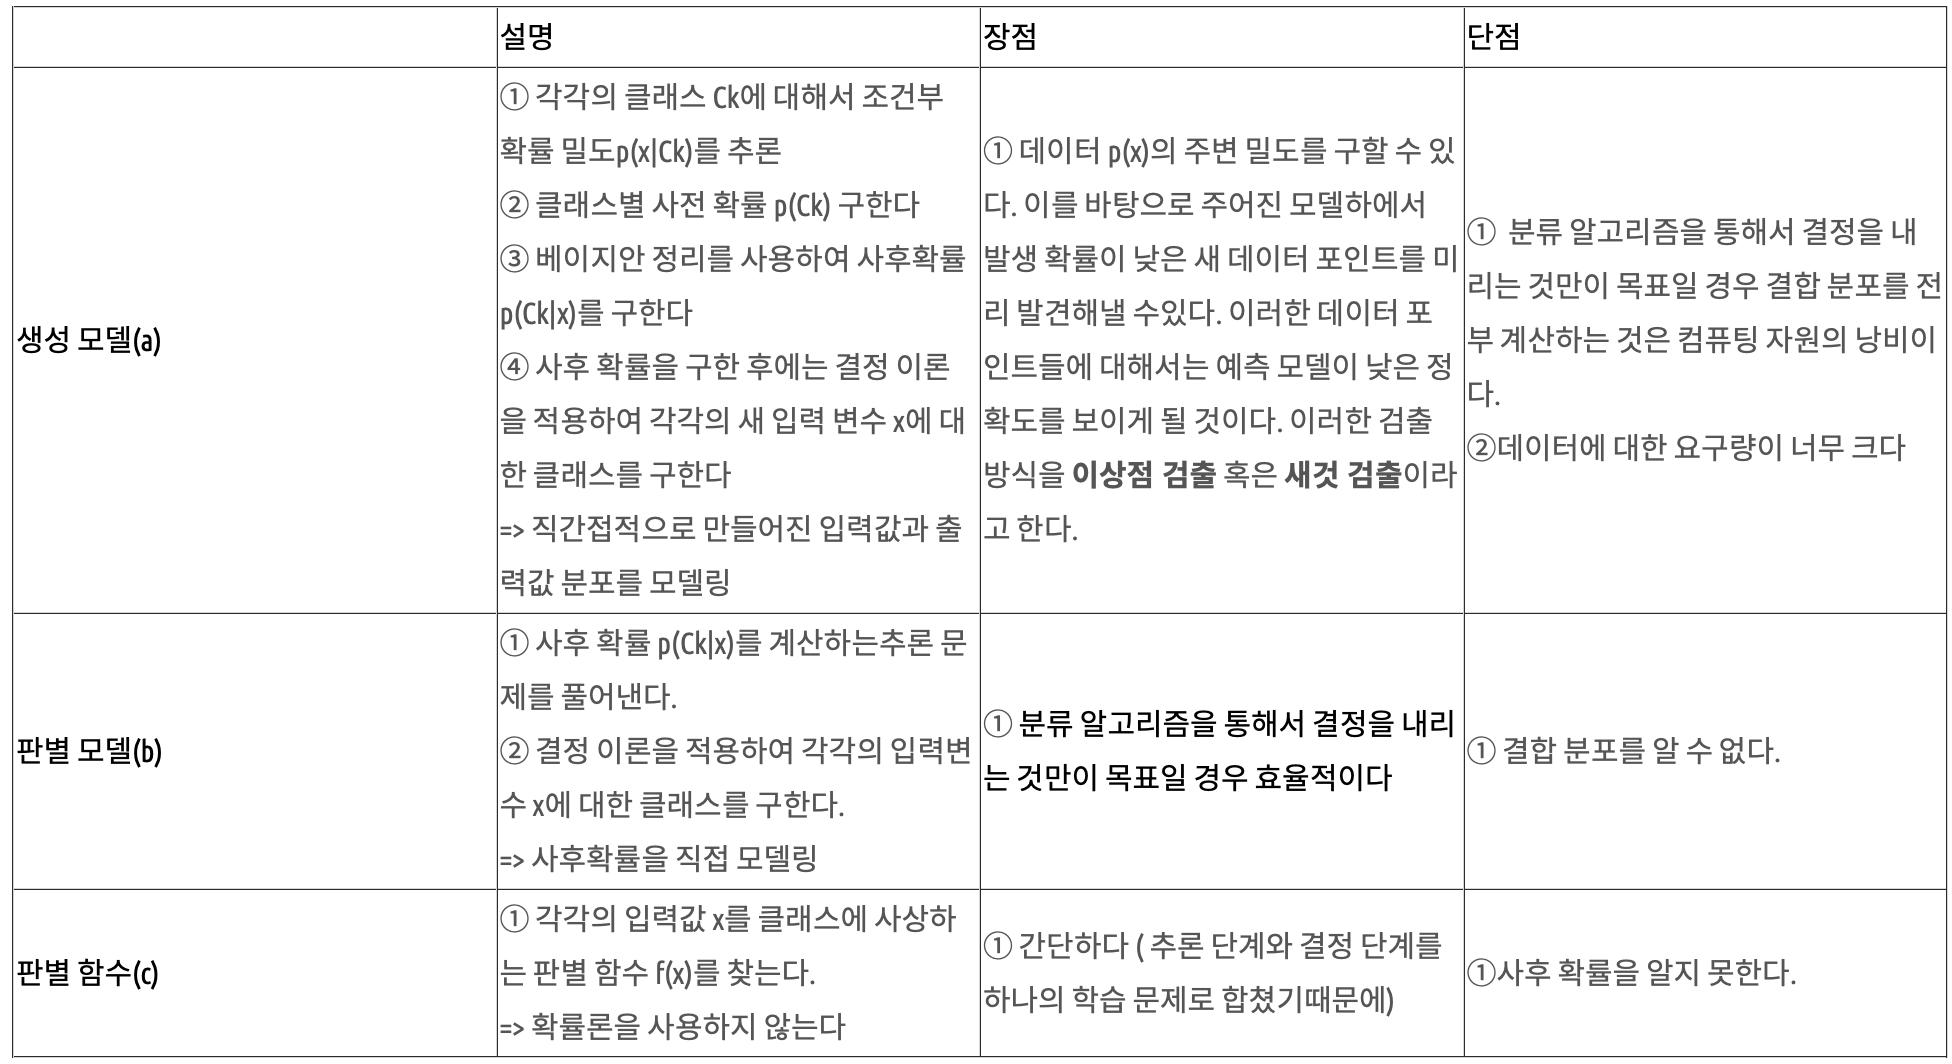 설명
장점
단점
생성 모델(a)
① 각각의 클래스 Ck에 대해서 조건부
확률 밀도p(x|Ck)를 추론
② 클래스별 사전 확률 p(Ck) 구한다
③ 베이지안 정리를 사용하여 사후확률
p(Ck|x)를 구한다
④ 사후 확률을 구한 후에는 결정 이론
을 적용하여 각각의 새 입력 변수 x에 대
한 클래스를 구한다
=> 직간접적으로 만들어진 입력값과 출
력값 분포를 모델링
① 데이터 p(x)의 주변 밀도를 구할 수 있
다. 이를 바탕으로 주어진 모델하에서
발생 확률이 낮은 새 데이터 포인트를 미
리 발견해낼 수있다. 이러한 데이터 포
인트들에 대해서는 예측 모델이 낮은 정
확도를 보이게 될 것이다. 이러한 검출
방식을 이상점 검출 혹은 새것 검출이라
고 한다.
① 분류 알고리즘을 통해서 결정을 내
리는 것만이 목표일 경우 결합 분포를 전
부 계산하는 것은 컴퓨팅 자원의 낭비이
다.
②데이터에 대한 요구량이 너무 크다
판별 모델(b)
① 사후 확률 p(Ck|x)를 계산하는추론 문
제를 풀어낸다.
② 결정 이론을 적용하여 각각의 입력변
수 x에 대한 클래스를 구한다.
=> 사후확률을 직접 모델링
① 분류 알고리즘을 통해서 결정을 내리
는 것만이 목표일 경우 효율적이다
① 결합 분포를 알 수 없다.
판별 함수(c)
① 각각의 입력값 x를 클래스에 사상하
는 판별 함수 f(x)를 찾는다.
=> 확률론을 사용하지 않는다
① 간단하다 ( 추론 단계와 결정 단계를
하나의 학습 문제로 합쳤기때문에)
①사후 확률을 알지 못한다.